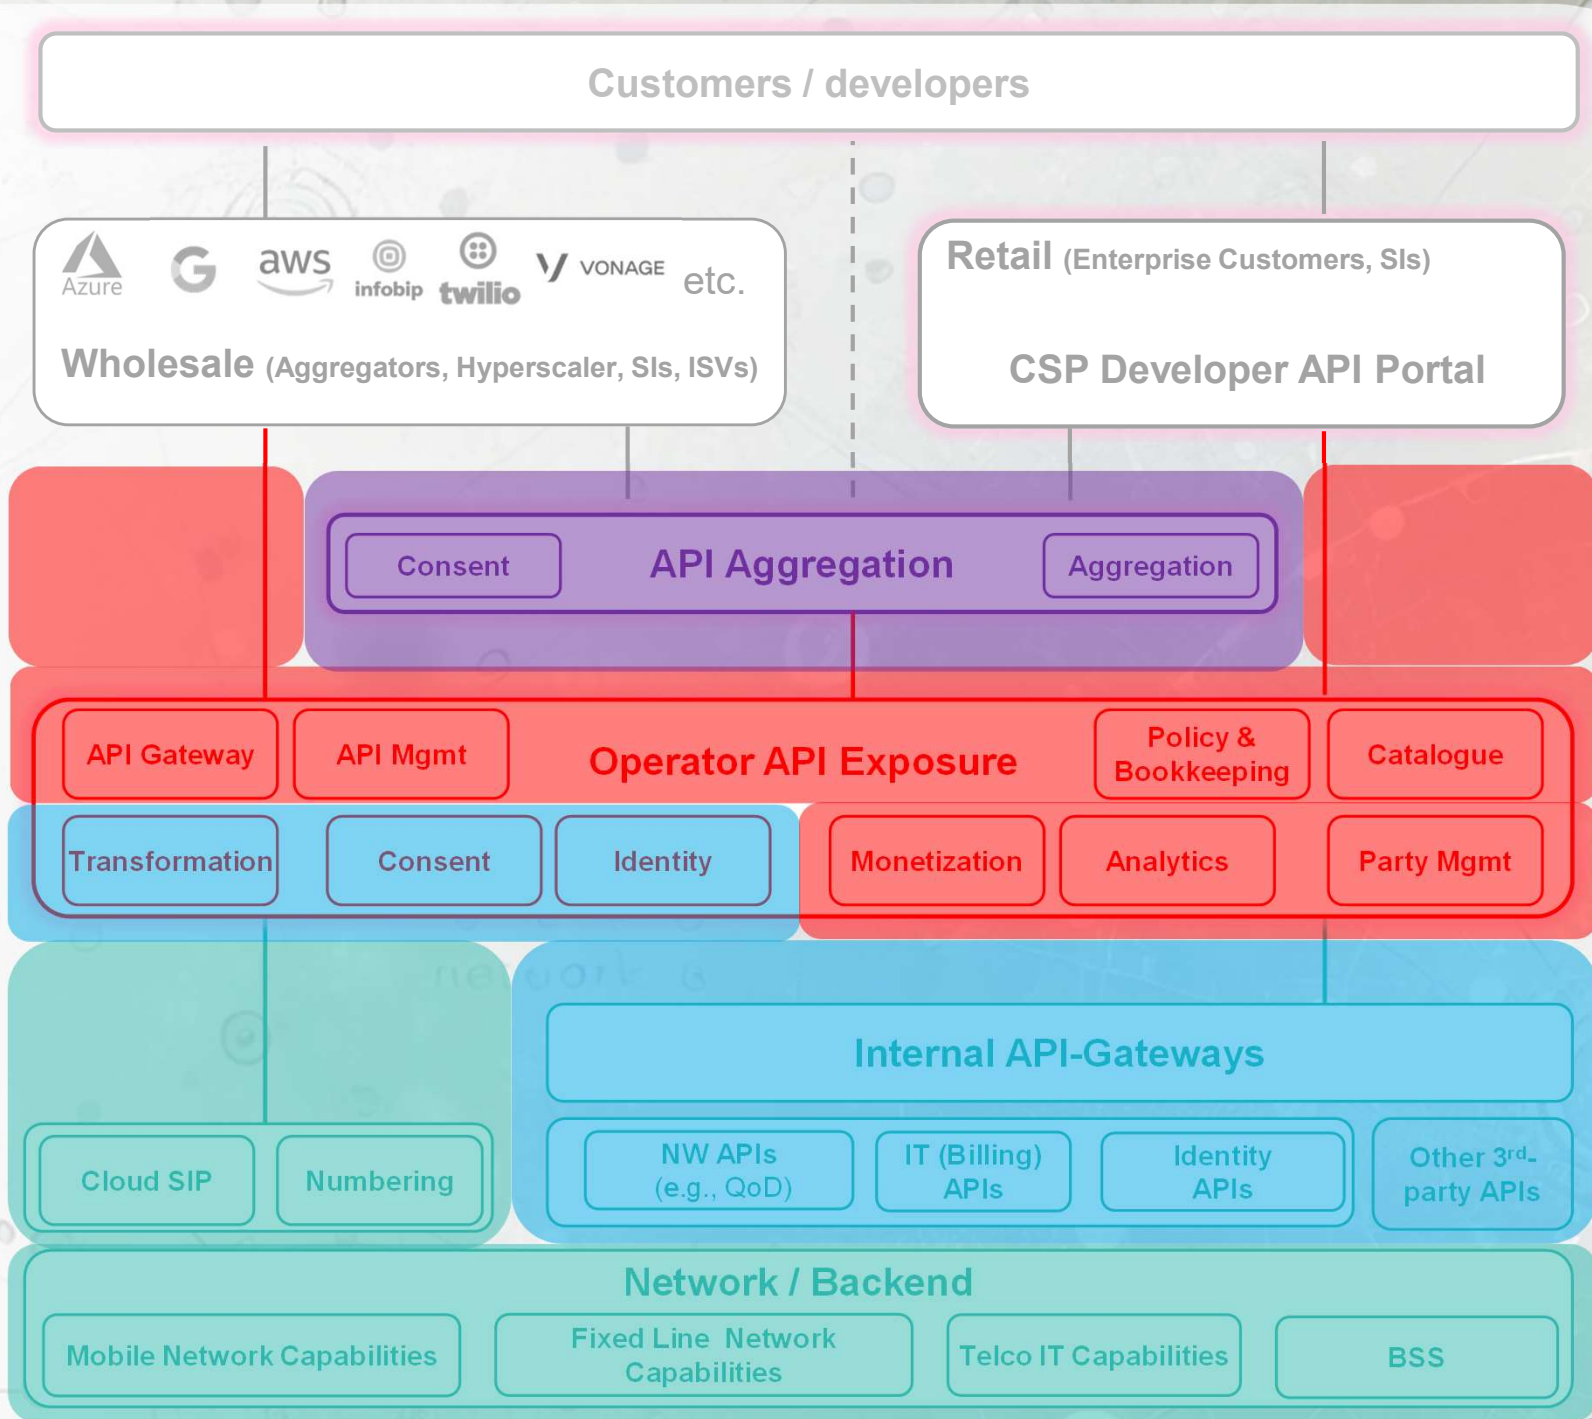 Customers / developers
Azure
G
aws
infobip
twilio
VONAGE
etc.
Wholesale (Aggregators, Hyperscaler, SIs, ISVs)
Retail (Enterprise Customers, SIs)
CSP Developer API Portal
Consent
API Aggregation
Aggregation
API Gateway
API Mgmt
Operator API Exposure
Policy &
Bookkeeping
Catalogue
Transformation
Consent
Identity
Monetization
Analytics
Party Mgmt
network is
Internal API-Gateways
Cloud SIP
Numbering
NW APIs
(e.g., QoD)
IT (Billing)
APIs
Identity
APIs
Other 3rd-
party APIs
Network / Backend
Mobile Network Capabilities
Fixed Line Network
Capabilities
Telco IT Capabilities
BSS